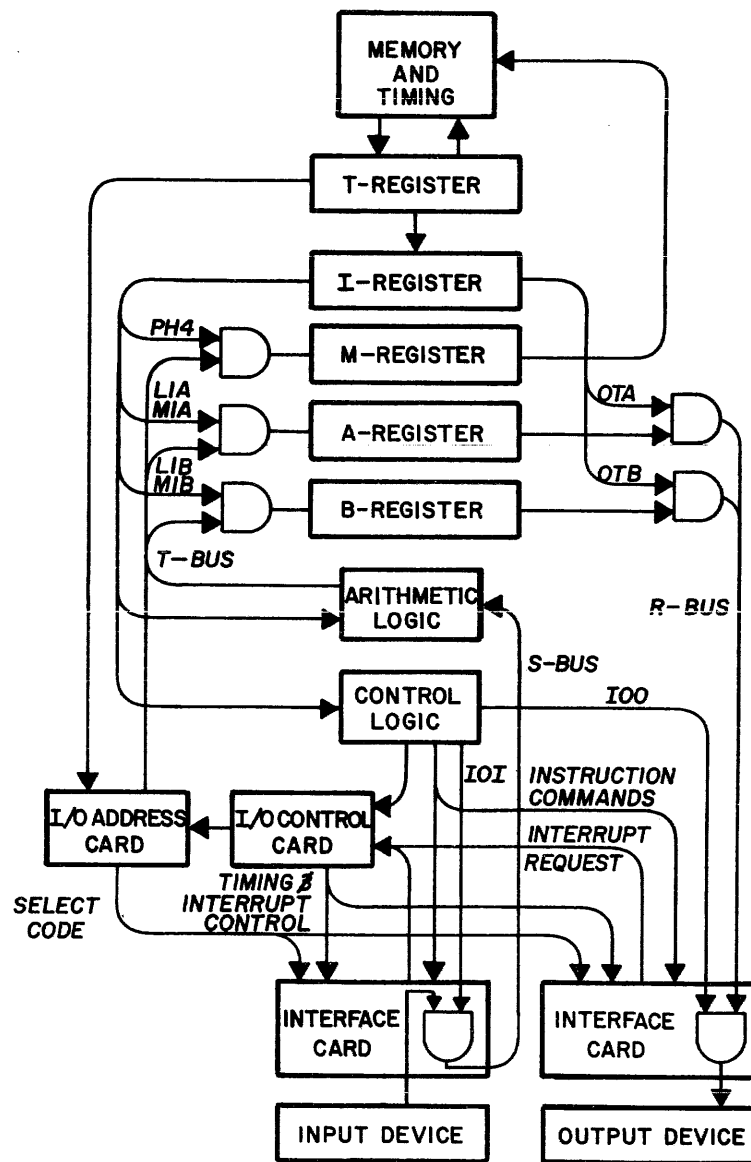 MEMORY
AND
TIMING
T-REGISTER
I-REGISTER
PH4
M-REGISTER
LIA
MIA
A-REGISTER
OTA
LIB
MIB
B-REGISTER
OTB
T-BUS
ARITHMETIC
LOGIC
R-BUS
S-BUS
CONTROL
LOGIC
IOO
IOI
INSTRUCTION
COMMANDS
I/O ADDRESS
CARD
I/O CONTROL
CARD
INTERRUPT
REQUEST
TIMING &
INTERRUPT
CONTROL
SELECT
CODE
INTERFACE
CARD
INTERFACE
CARD
INPUT DEVICE
OUTPUT DEVICE